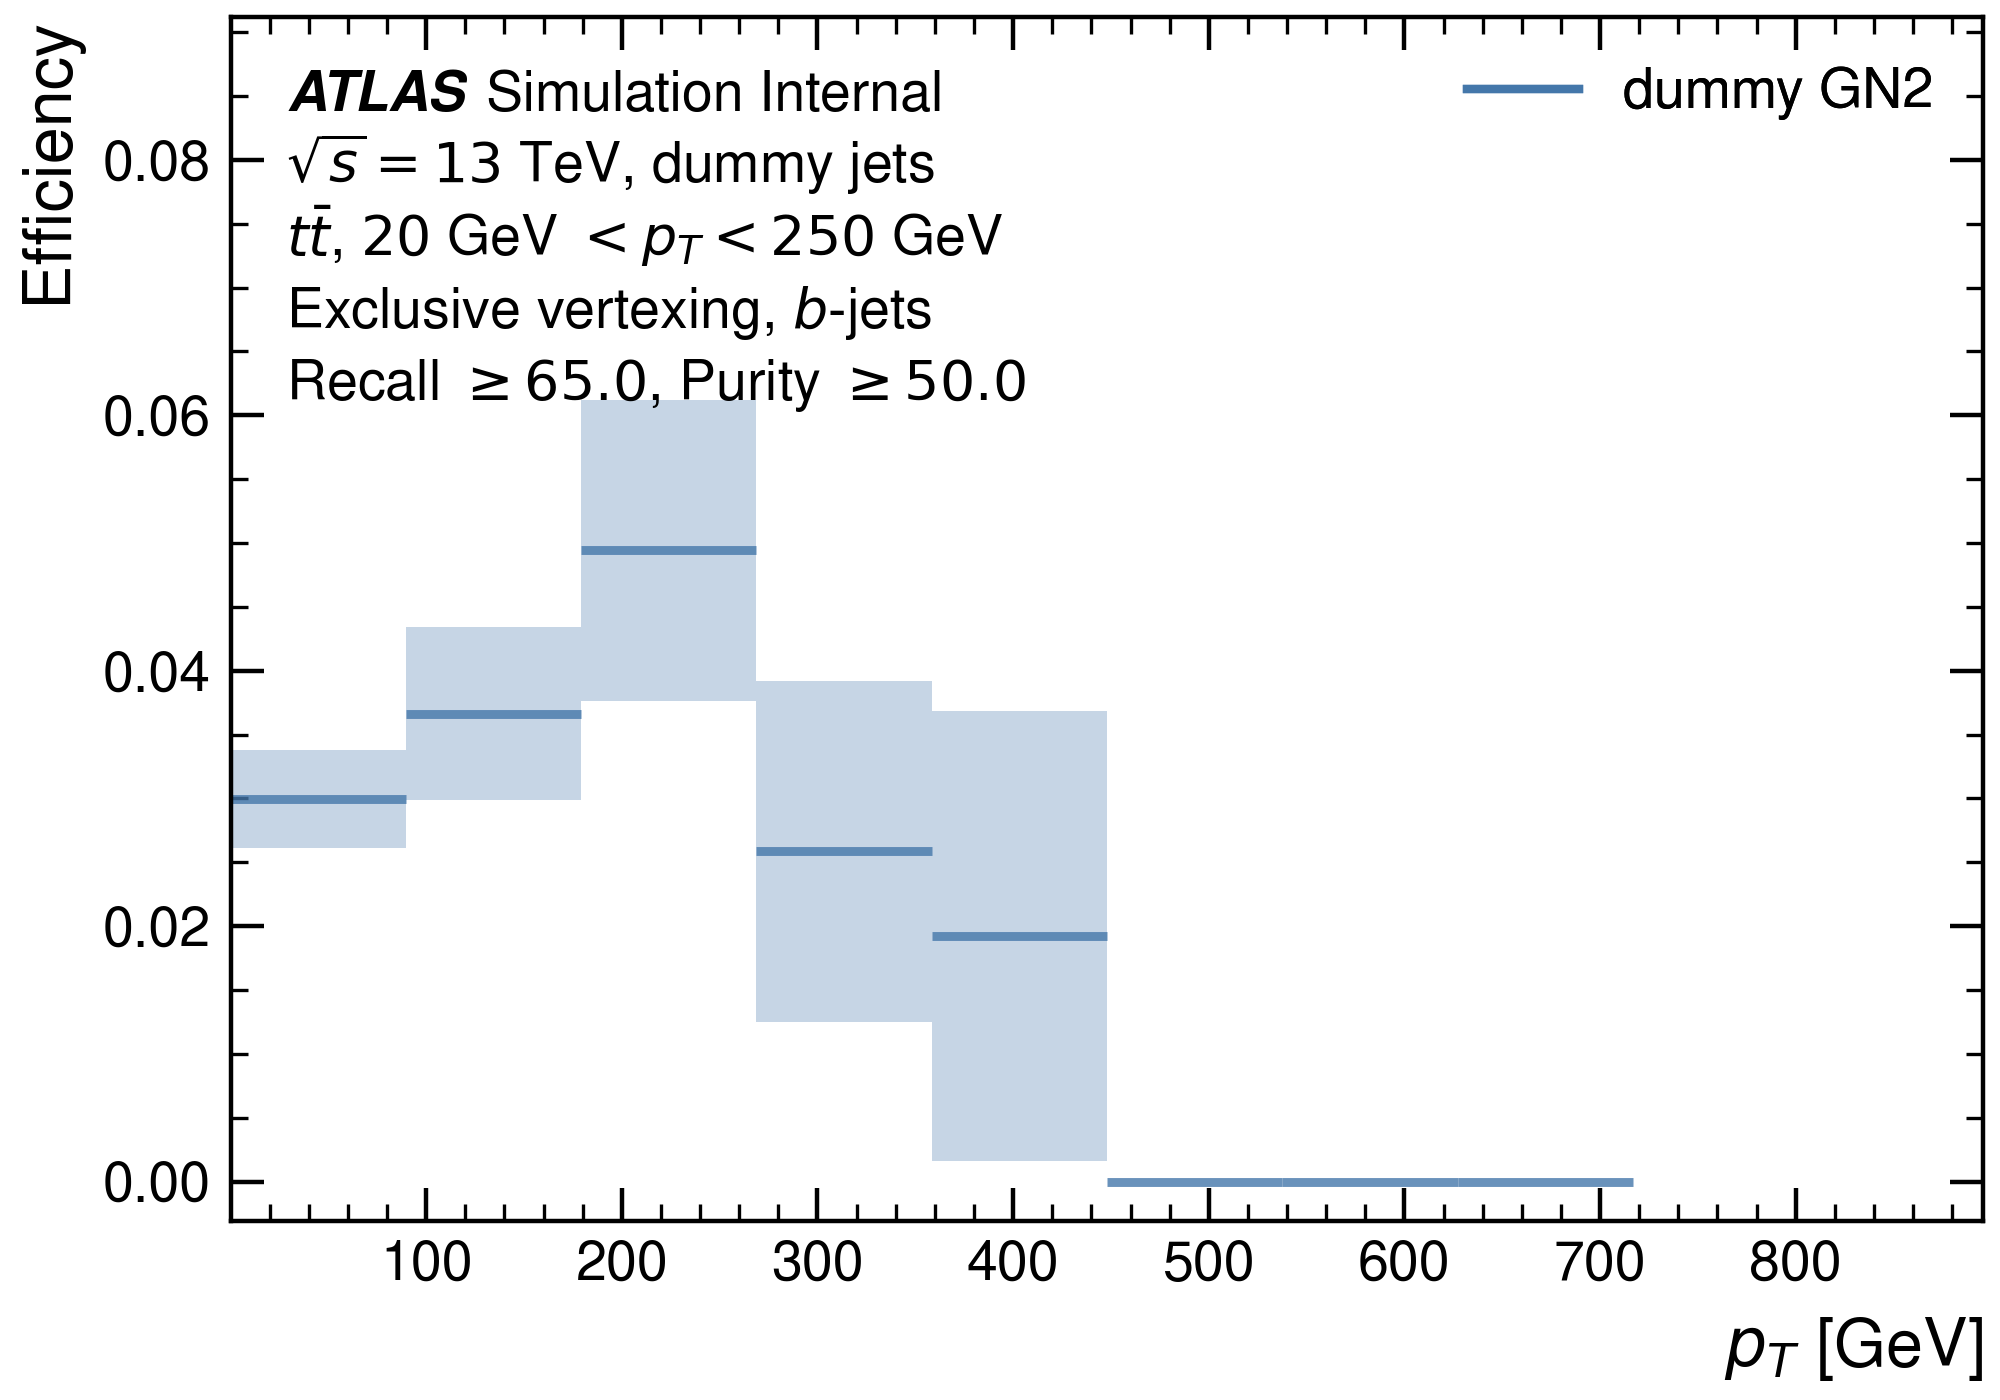 Efficiency
ATLAS Simulation Internal
√s = 13 TeV, dummy jets
tt̄, 20 GeV < p_T < 250 GeV
Exclusive vertexing, b-jets
Recall ≥ 65.0, Purity ≥ 50.0
dummy GN2
0.08
0.06
0.04
0.02
0.00
100 200 300 400 500 600 700 800
p_T [GeV]